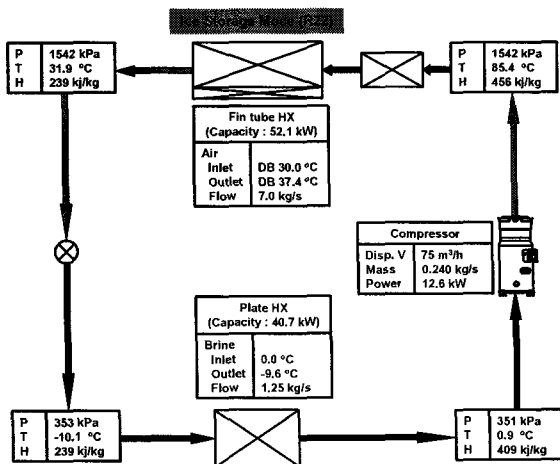 Ice Storage Mode (R22)
P 1542 kPa
T 31.9 °C
H 239 kj/kg
P 1542 kPa
T 85.4 °C
H 456 kj/kg
Fin tube HX
(Capacity : 52.1 kW)
Air
Inlet DB 30.0 °C
Outlet DB 37.4 °C
Flow 7.0 kg/s
Compressor
Disp. V 75 m³/h
Mass 0.240 kg/s
Power 12.6 kW
Plate HX
(Capacity : 40.7 kW)
Brine
Inlet 0.0 °C
Outlet -9.6 °C
Flow 1.25 kg/s
P 353 kPa
T -10.1 °C
H 239 kj/kg
P 351 kPa
T 0.9 °C
H 409 kj/kg